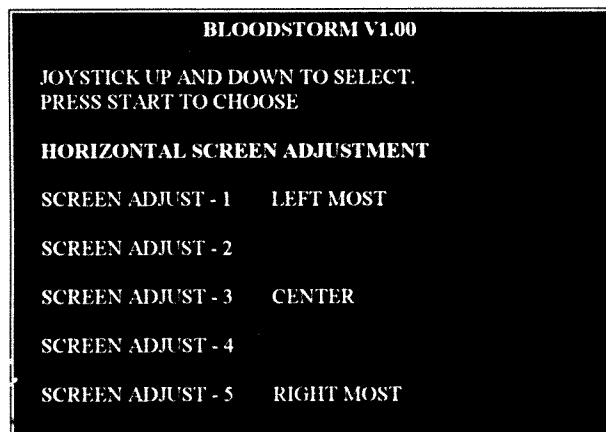 BLOODSTORM V1.00
JOYSTICK UP AND DOWN TO SELECT.
PRESS START TO CHOOSE
HORIZONTAL SCREEN ADJUSTMENT
SCREEN ADJUST - 1 LEFT MOST
SCREEN ADJUST - 2
SCREEN ADJUST - 3 CENTER
SCREEN ADJUST - 4
SCREEN ADJUST - 5 RIGHT MOST